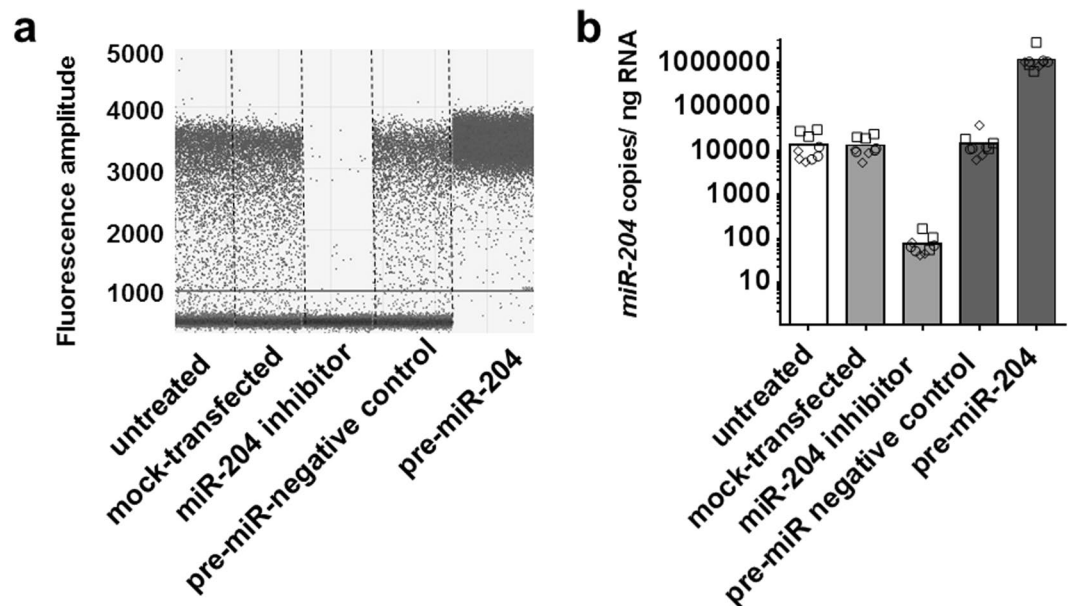 a
Fluorescence amplitude
5000
4000
3000
2000
1000
untreated
mock-transfected
miR-204 inhibitor
pre-miR-negative control
pre-miR-204
b
miR-204 copies/ ng RNA
1000000
100000
10000
1000
100
10
untreated
mock-transfected
miR-204 inhibitor
pre-miR negative control
pre-miR-204